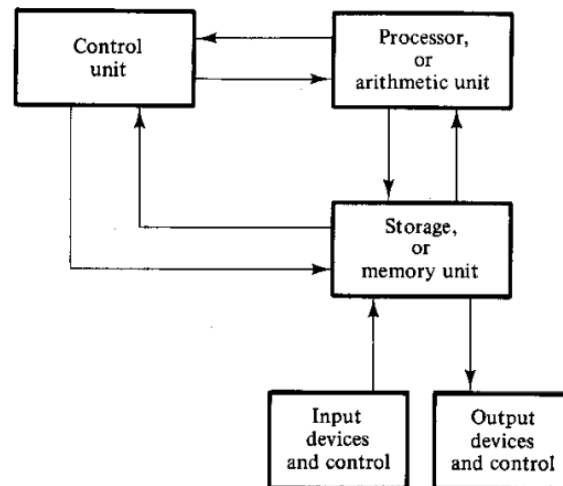 Control
unit
Processor,
or
arithmetic unit
Storage,
or
memory unit
Input
devices
and control
Output
devices
and control